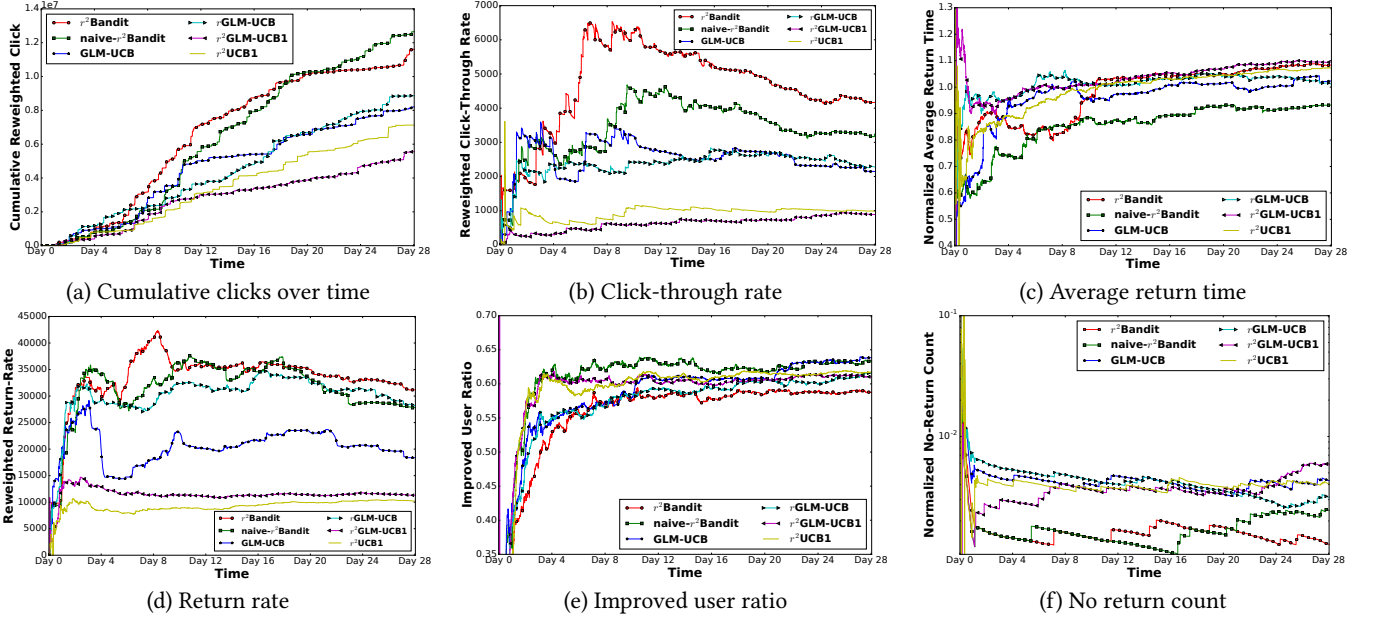 1e7
1.4
1.2
1.0
0.8
0.6
0.4
0.2
0.0
Cumulative Reweighted Click
r²Bandit
naive-r²Bandit
GLM-UCB
rGLM-UCB
r²GLM-UCB1
r²UCB1
Day 0 Day 4 Day 8 Day 12 Day 16 Day 20 Day 24 Day 28
Time
(a) Cumulative clicks over time
7000
6000
5000
4000
3000
2000
1000
0
Reweighted Click-Through Rate
r²Bandit
naive-r²Bandit
GLM-UCB
rGLM-UCB
r²GLM-UCB1
r²UCB1
Day 0 Day 4 Day 8 Day 12 Day 16 Day 20 Day 24 Day 28
Time
(b) Click-through rate
1.3
1.2
1.1
1.0
0.9
0.8
0.7
0.6
0.5
0.4
Normalized Average Return Time
r²Bandit
naive-r²Bandit
GLM-UCB
rGLM-UCB
r²GLM-UCB1
r²UCB1
Day 0 Day 4 Day 8 Day 12 Day 16 Day 20 Day 24 Day 28
Time
(c) Average return time
45000
40000
35000
30000
25000
20000
15000
10000
5000
0
Reweighted Return-Rate
r²Bandit
naive-r²Bandit
GLM-UCB
rGLM-UCB
r²GLM-UCB1
r²UCB1
Day 0 Day 4 Day 8 Day 12 Day 16 Day 20 Day 24 Day 28
Time
(d) Return rate
0.70
0.65
0.60
0.55
0.50
0.45
0.40
0.35
Improved User Ratio
r²Bandit
naive-r²Bandit
GLM-UCB
rGLM-UCB
r²GLM-UCB1
r²UCB1
Day 0 Day 4 Day 8 Day 12 Day 16 Day 20 Day 24 Day 28
Time
(e) Improved user ratio
10⁻¹
10⁻²
Normalized No-Return Count
r²Bandit
naive-r²Bandit
GLM-UCB
rGLM-UCB
r²GLM-UCB1
r²UCB1
Day 0 Day 4 Day 8 Day 12 Day 16 Day 20 Day 24 Day 28
Time
(f) No return count